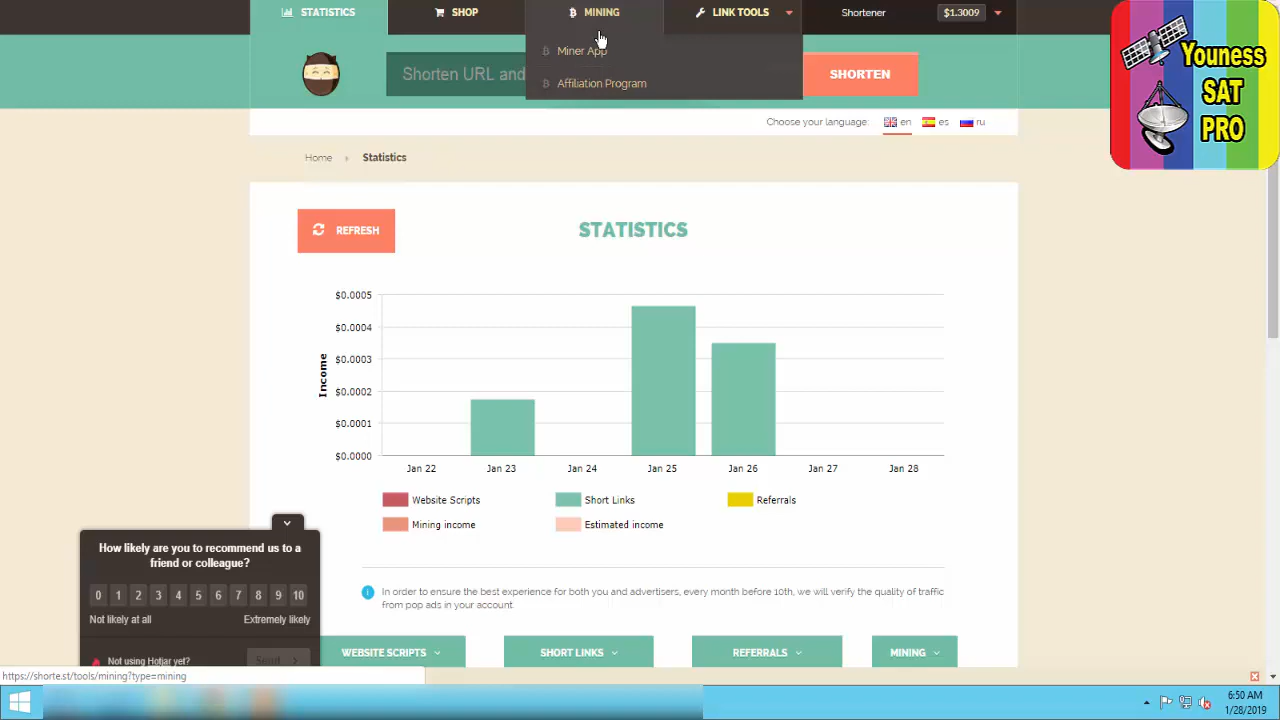 STATISTICS
SHOP
MINING
LINK TOOLS
Shortener
$1.3009
Miner App
Affiliation Program
Shorten URL and
SHORTEN
Youness
SAT
PRO
Choose your language:
en
es
ru
Home
Statistics
REFRESH
STATISTICS
$0.0005
$0.0004
$0.0003
$0.0002
$0.0001
$0.0000
Income
Jan 22
Jan 23
Jan 24
Jan 25
Jan 26
Jan 27
Jan 28
Website Scripts
Short Links
Referrals
Mining income
Estimated income
How likely are you to recommend us to a
friend or colleague?
0 1 2 3 4 5 6 7 8 9 10
Not likely at all
Extremely likely
Not using Hotjar yet?
Send
In order to ensure the best experience for both you and advertisers, every month before 10th, we will verify the quality of traffic
from pop ads in your account.
WEBSITE SCRIPTS
SHORT LINKS
REFERRALS
MINING
https://shorte.st/tools/mining?type=mining
6:50 AM
1/28/2019